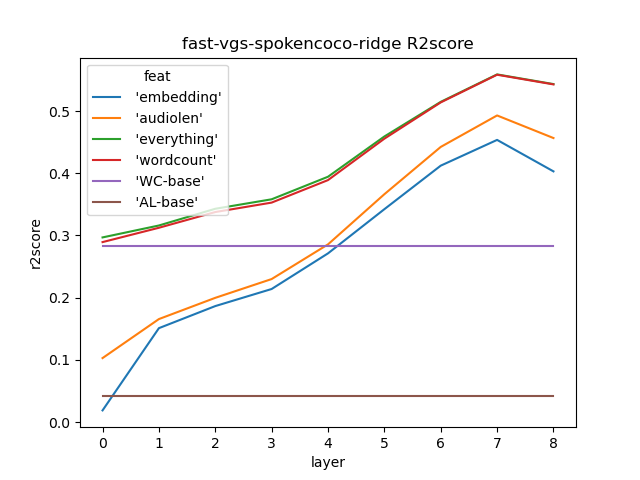 fast-vgs-spokencoco-ridge R2score
feat
'embedding'
'audiolen'
'everything'
'wordcount'
'WC-base'
'AL-base'
r2score
0.5
0.4
0.3
0.2
0.1
0.0
0 1 2 3 4 5 6 7 8
layer